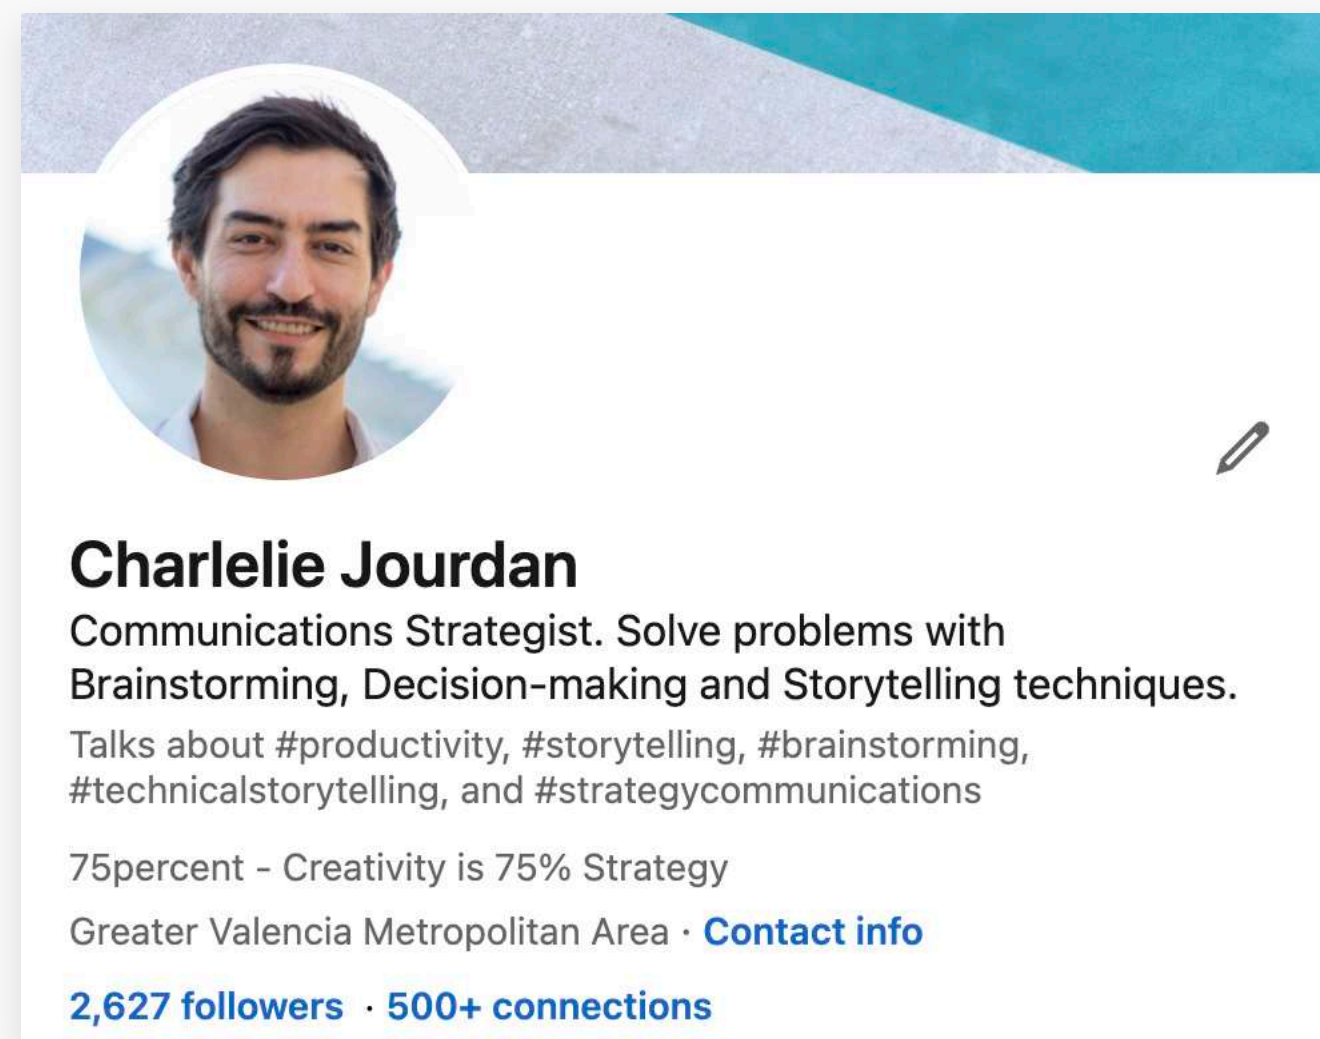 Charlelie Jourdan
Communications Strategist. Solve problems with
Brainstorming, Decision-making and Storytelling techniques.
Talks about #productivity, #storytelling, #brainstorming,
#technicalstorytelling, and #strategycommunications
75percent - Creativity is 75% Strategy
Greater Valencia Metropolitan Area · Contact info
2,627 followers · 500+ connections